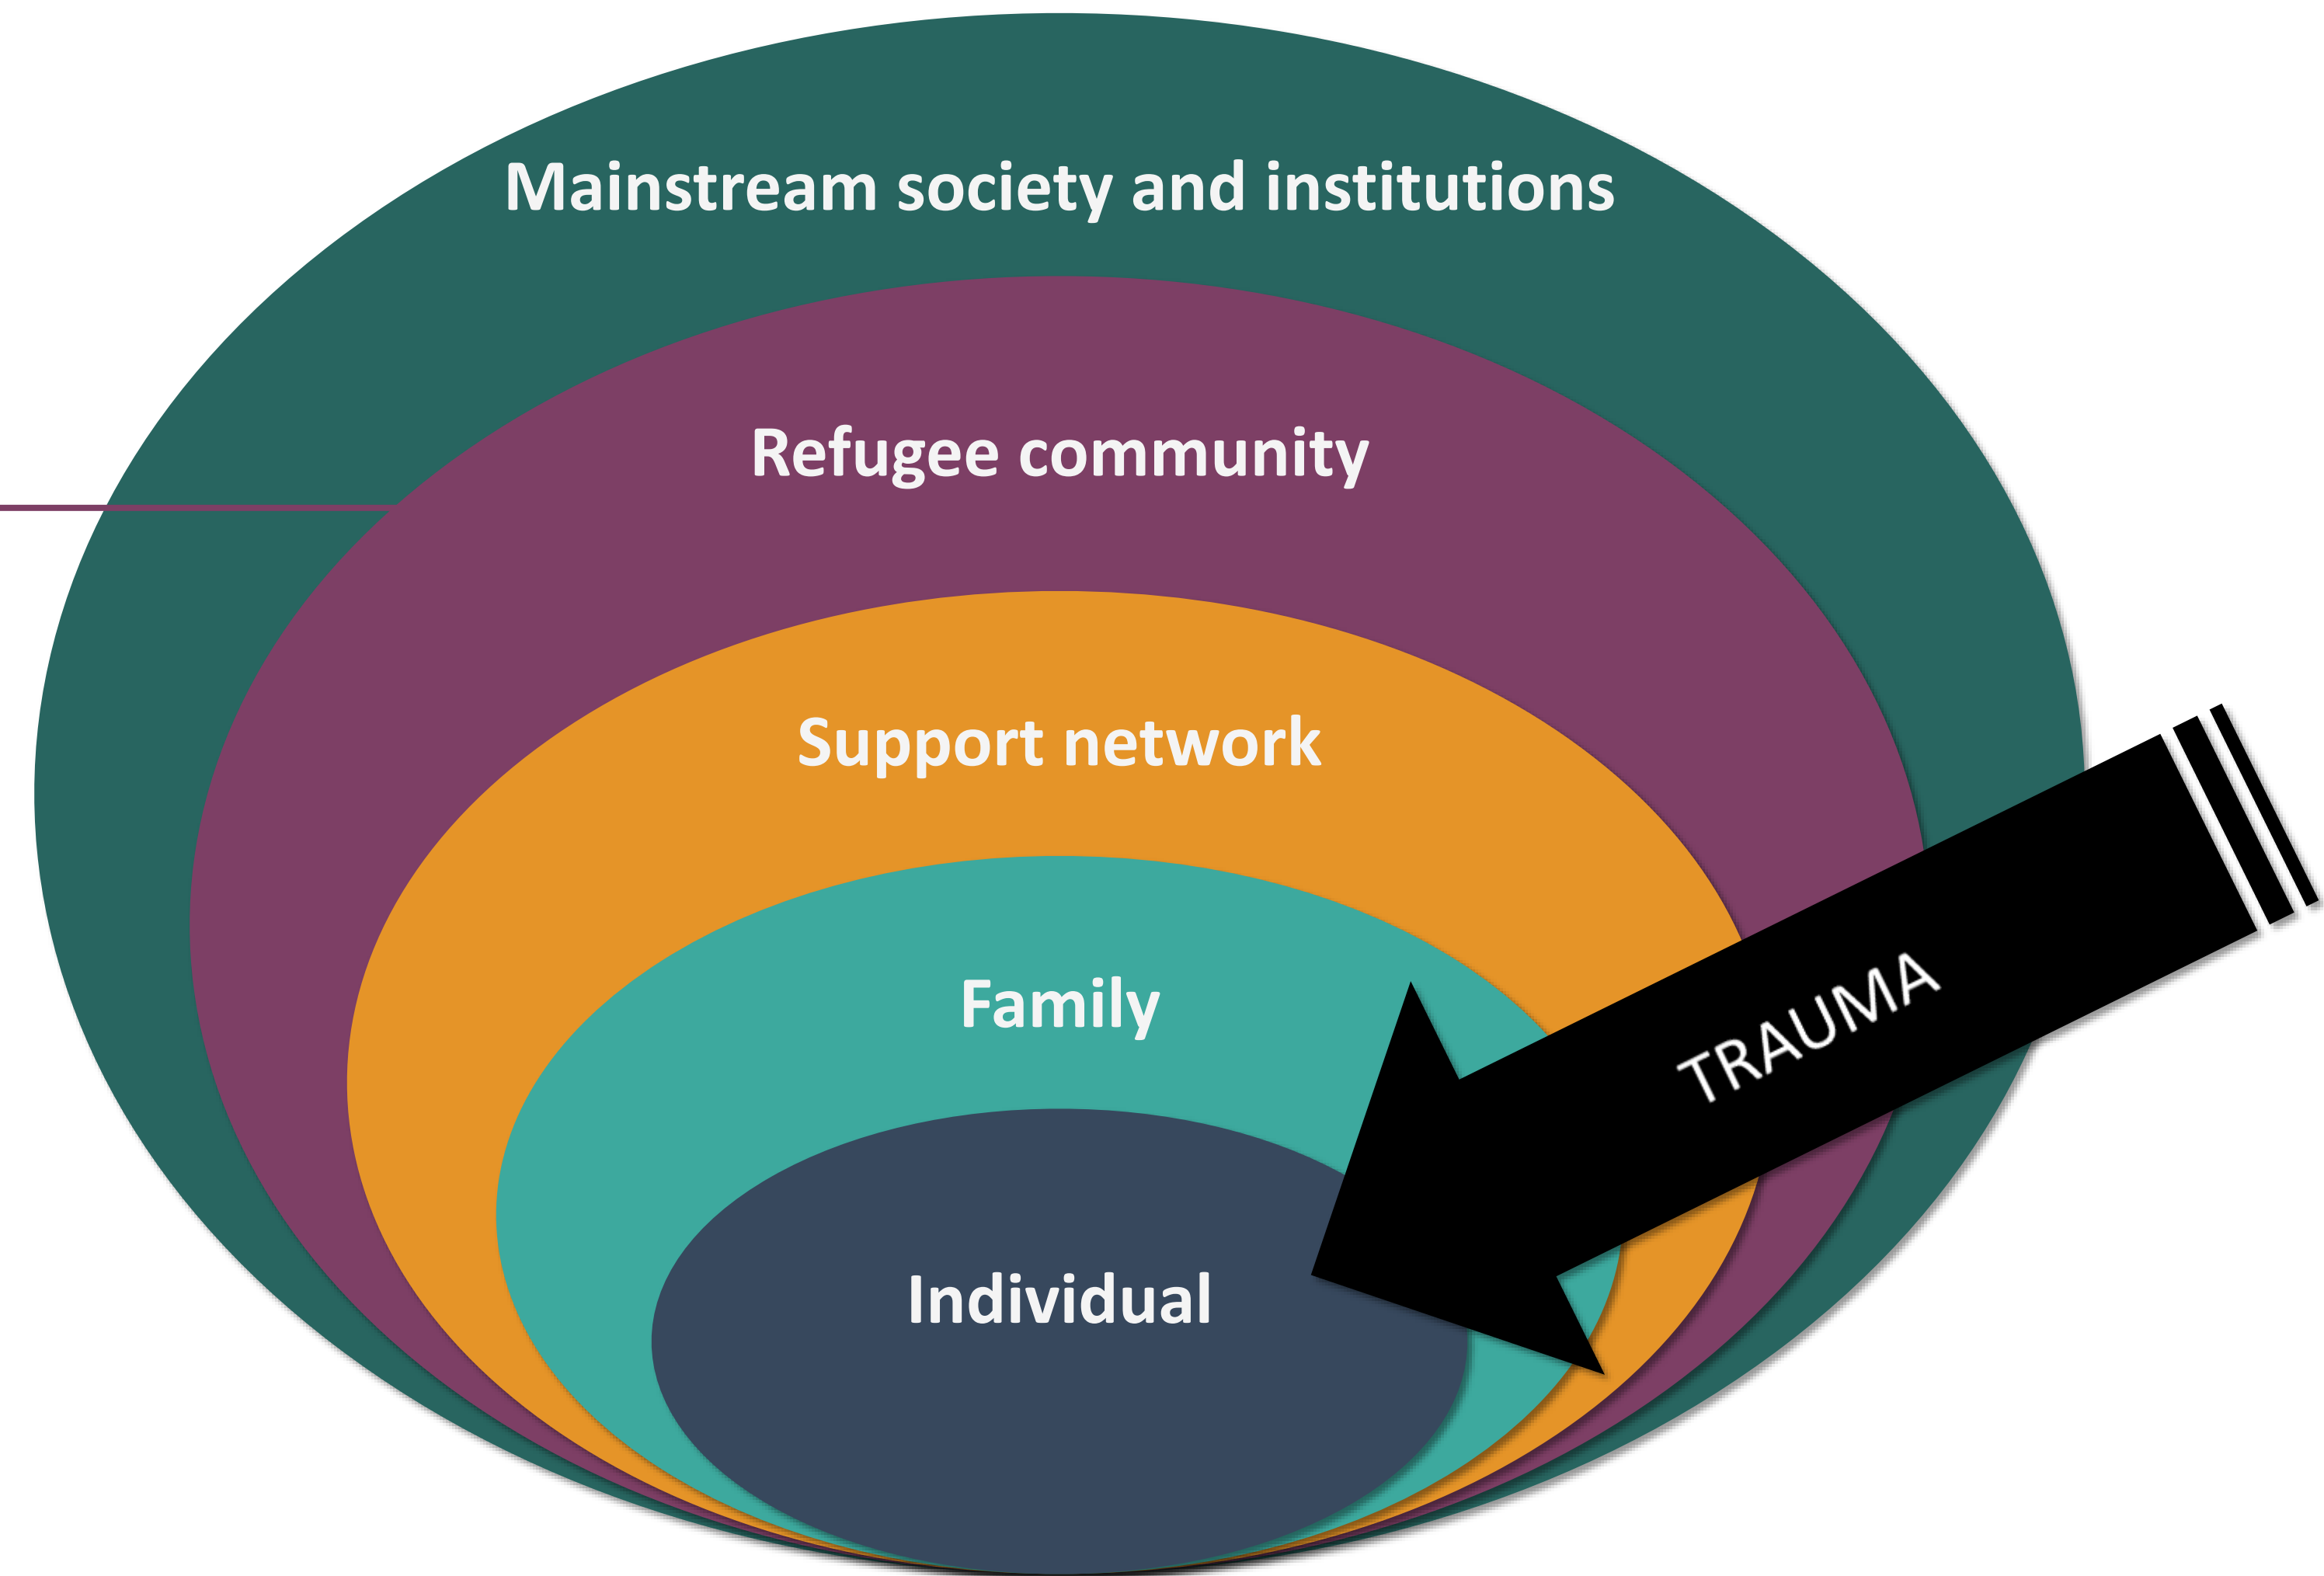 Mainstream society and institutions
Refugee community
Support network
Family
TRAUMA
Individual